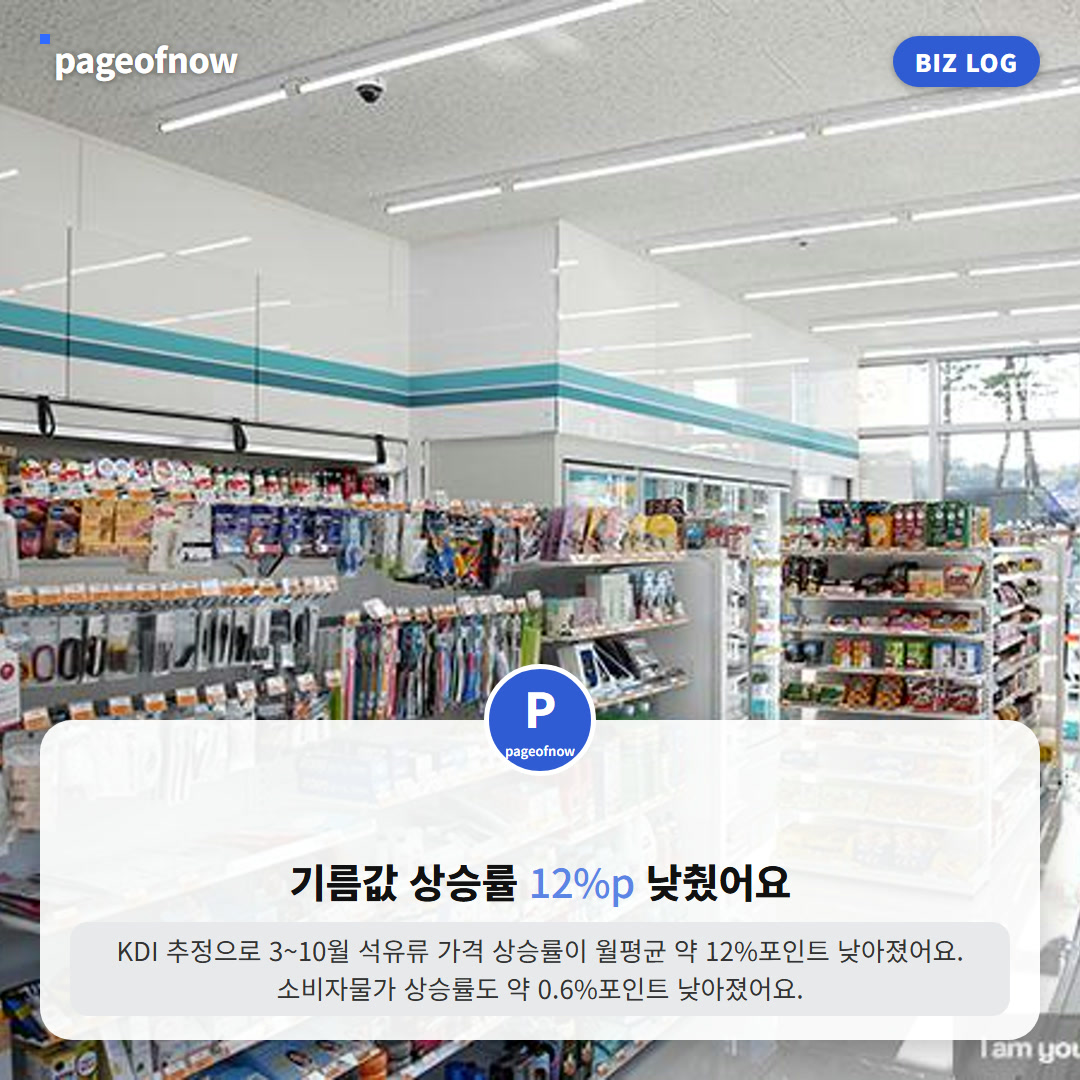 pageofnow
BIZ LOG
P
pageofnow
기름값 상승률 12%p 낮췄어요
KDI 추정으로 3~10월 석유류 가격 상승률이 월평균 약 12%포인트 낮아졌어요.
소비자물가 상승률도 약 0.6%포인트 낮아졌어요.
I am you